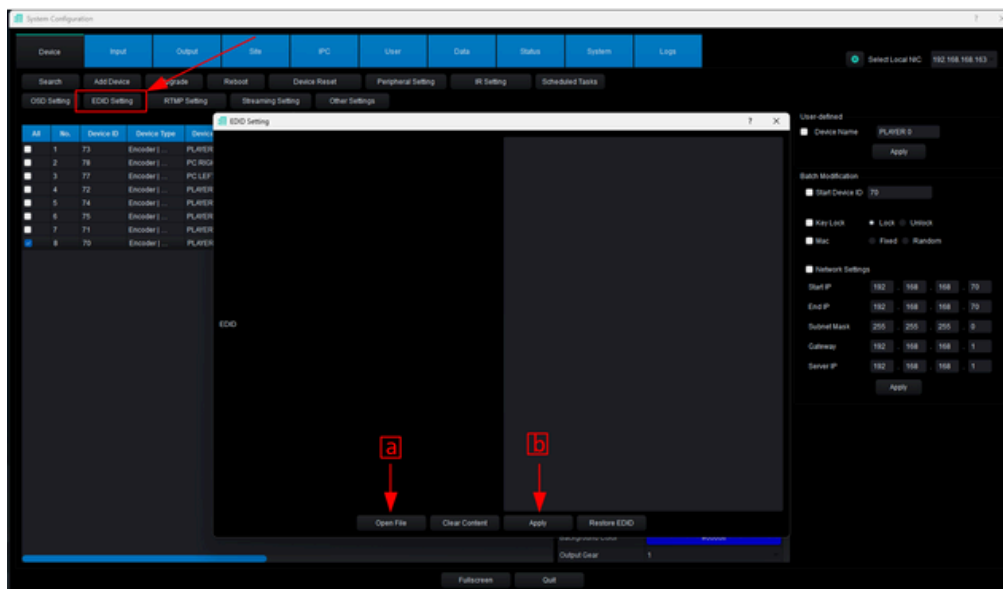 System Configuration
? X
Device Input Output Site IPC User Data Status System Logs
Select Local NIC: 192.168.168.163
Search Add Device Upgrade Reboot Device Reset Peripheral Setting IR Setting Scheduled Tasks
OSD Setting EDID Setting RTMP Setting Streaming Setting Other Settings
EDID Setting ? X
User-defined
Device Name PLAYER 0
Apply
All No. Device ID Device Type Device
1 73 Encoder | ... PLAYER
2 78 Encoder | ... PC RIGH
3 77 Encoder | ... PC LEFT
4 72 Encoder | ... PLAYER
5 74 Encoder | ... PLAYER
6 75 Encoder | ... PLAYER
7 71 Encoder | ... PLAYER
8 70 Encoder | ... PLAYER
Batch Modification
Start Device ID 70
Key Lock Lock Unlock
Mac Fixed Random
Network Settings
Start IP 192 . 168 . 168 . 70
End IP 192 . 168 . 168 . 70
Subnet Mask 255 . 255 . 255 . 0
Gateway 192 . 168 . 168 . 1
Server IP 192 . 168 . 168 . 1
Apply
EDID
a b
Open File Clear Content Apply Restore EDID
Background Color
Output Gear 1
Fullscreen Quit